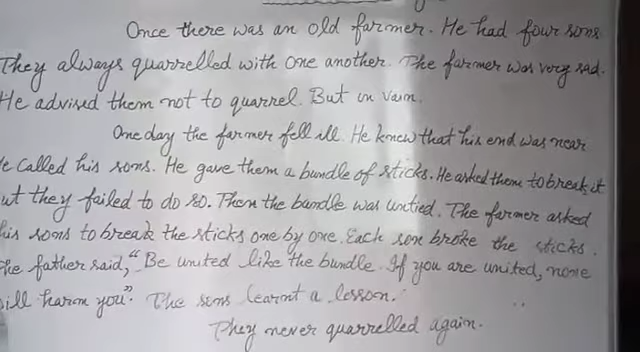 Once there was an old farmer. He had four sons
They always quarrelled with one another. The farmer was very sad.
He advised them not to quarrel. But in vain.
One day the farmer fell ill. He knew that his end was near
He called his sons. He gave them a bundle of sticks. He asked them to break it
ut they failed to do so. Then the bundle was untied. The farmer asked
his sons to break the sticks one by one. Each son broke the sticks.
he father said, "Be united like the bundle. If you are united, none
will harm you". The sons learnt a lesson.
They never quarrelled again.